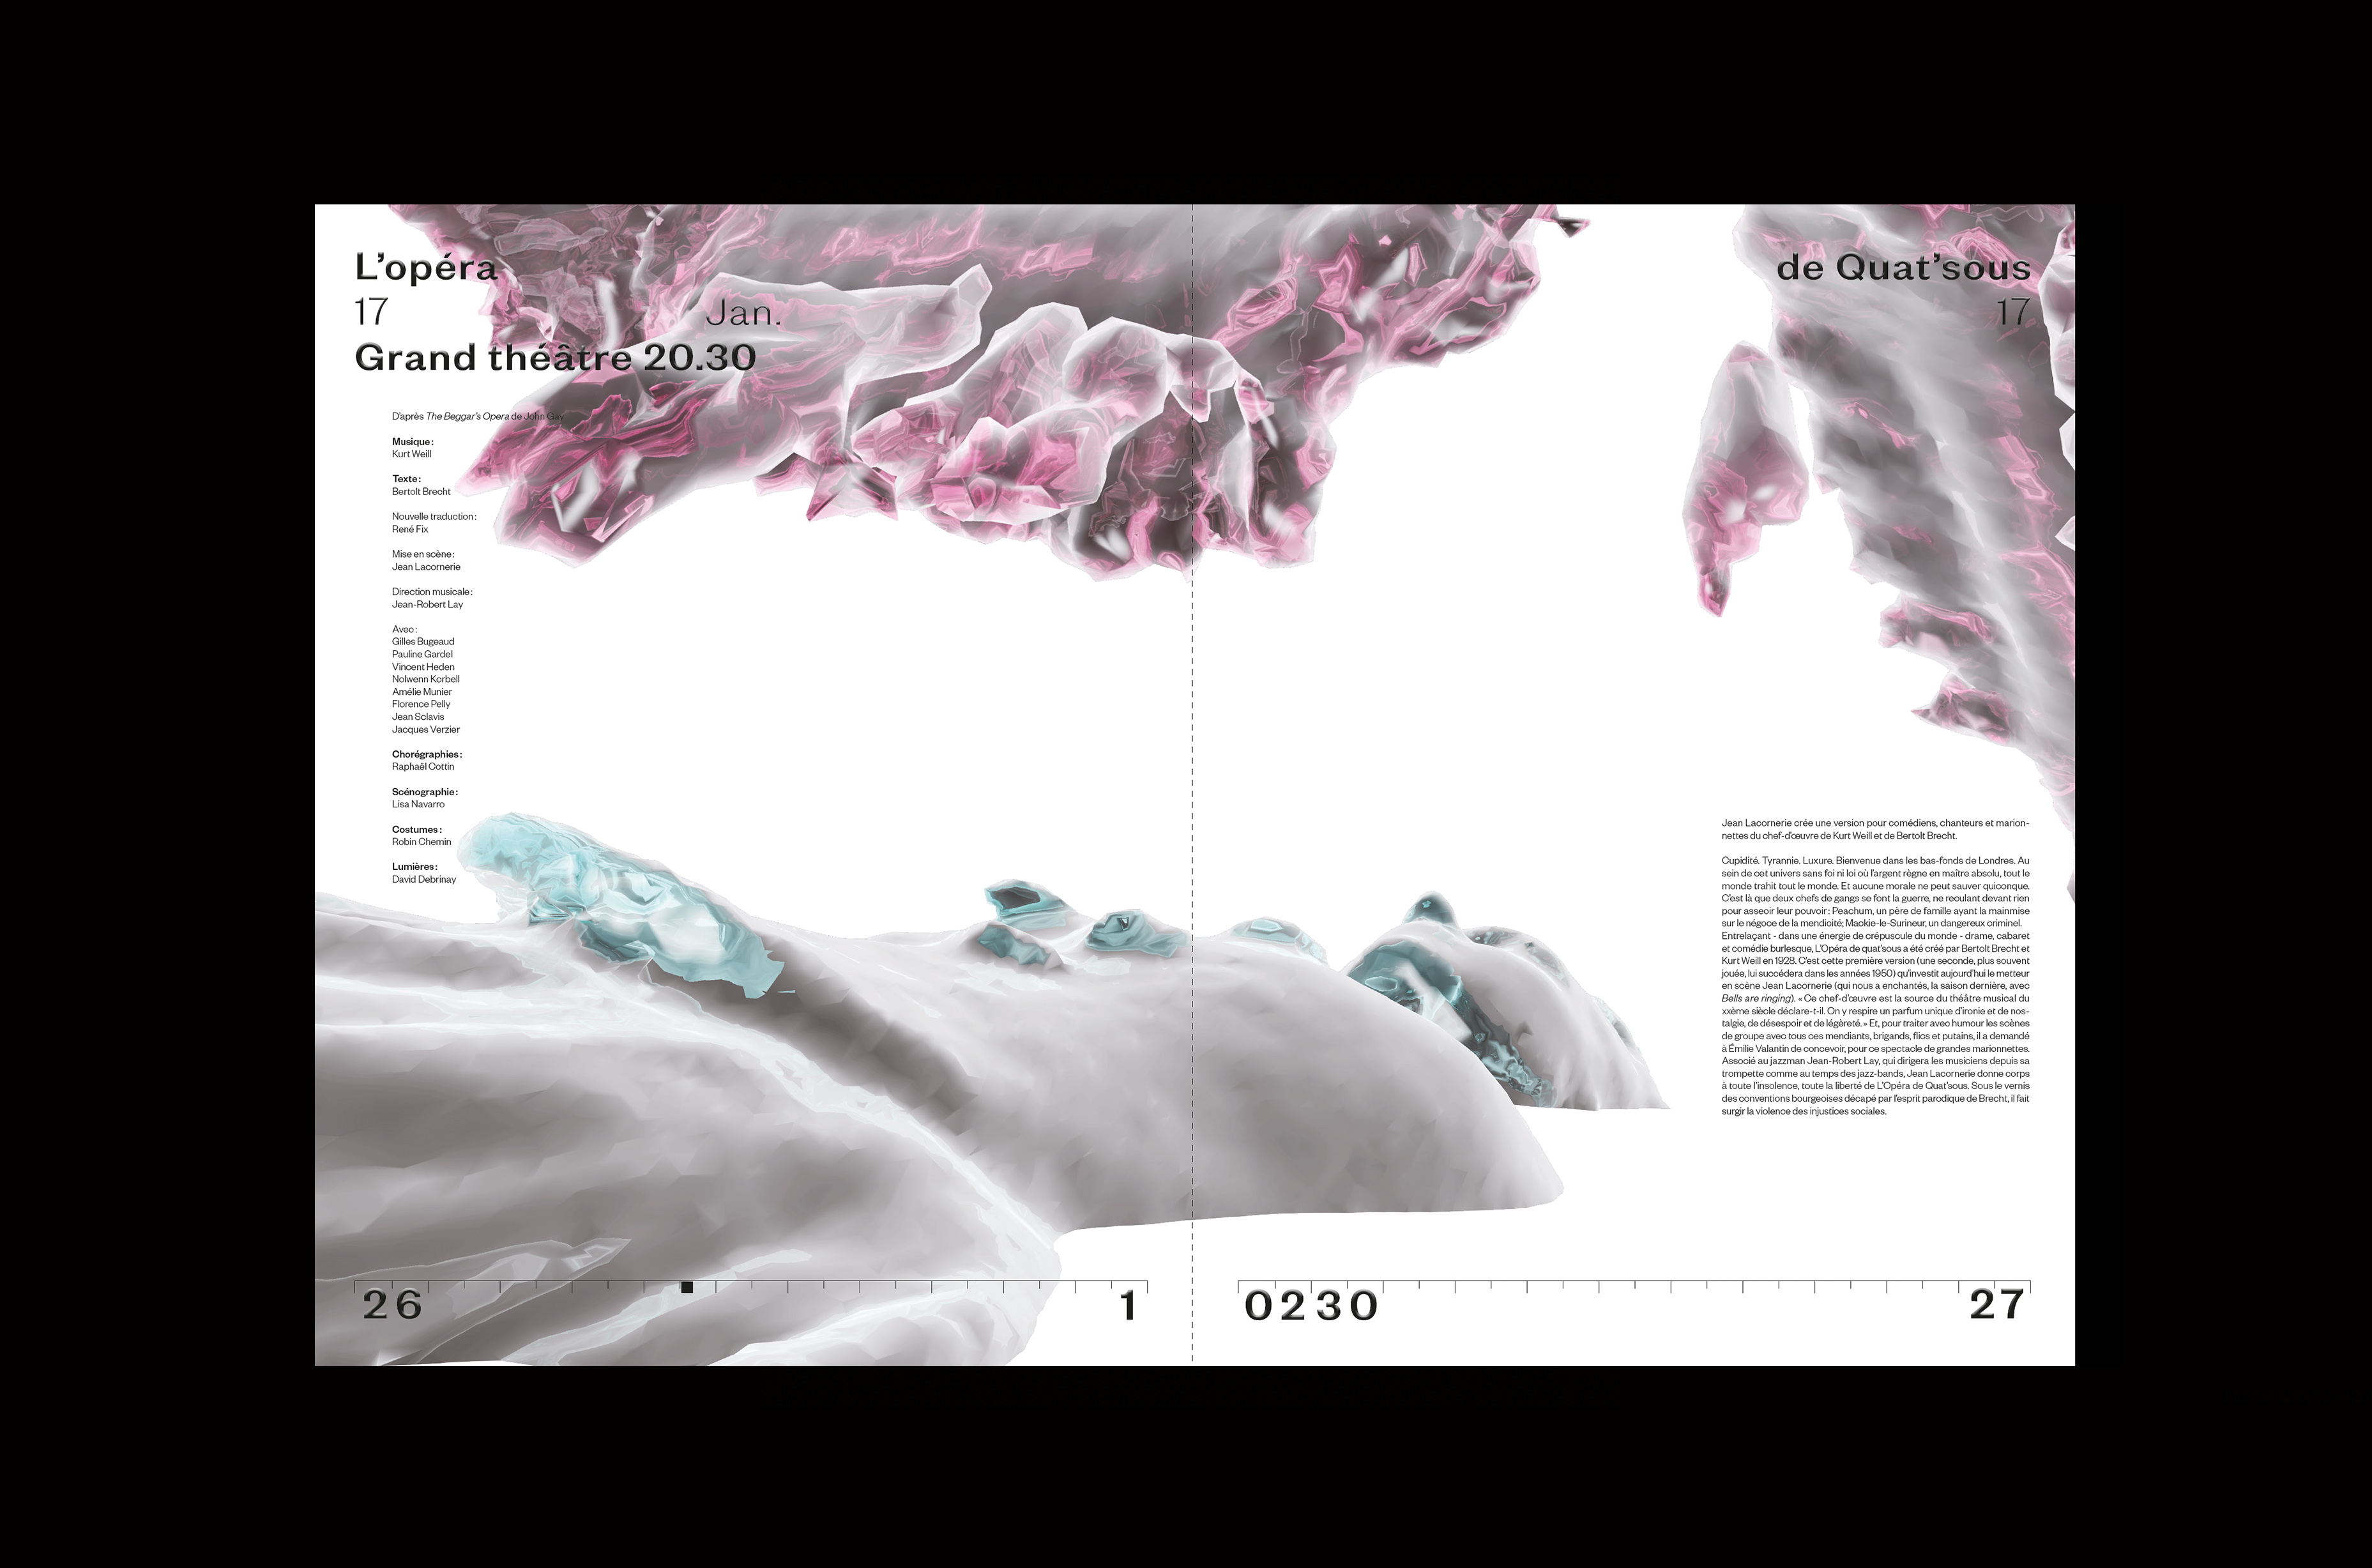 L’opéra
de Quat’sous
17 Jan.
17
Grand théâtre 20.30
D’après The Beggar’s Opera de John Gay
Musique :
Kurt Weill
Texte :
Bertolt Brecht
Nouvelle traduction :
René Fix
Mise en scène :
Jean Lacornerie
Direction musicale :
Jean-Robert Lay
Avec :
Gilles Bugeaud
Pauline Gardel
Vincent Heden
Nolwenn Korbell
Amélie Munier
Florence Pelly
Jean Sclavis
Jacques Verzier
Chorégraphies :
Raphaël Cottin
Scénographie :
Lisa Navarro
Costumes :
Robin Chemin
Lumières :
David Debrinay
Jean Lacornerie crée une version pour comédiens, chanteurs et marion-
nettes du chef-d’œuvre de Kurt Weill et de Bertolt Brecht.
Cupidité. Tyrannie. Luxure. Bienvenue dans les bas-fonds de Londres. Au
sein de cet univers sans foi ni loi où l’argent règne en maître absolu, tout le
monde trahit tout le monde. Et aucune morale ne peut sauver quiconque.
C’est là que deux chefs de gangs se font la guerre, ne reculant devant rien
pour asseoir leur pouvoir : Peachum, un père de famille ayant la mainmise
sur le négoce de la mendicité; Mackie-le-Surineur, un dangereux criminel.
Entrelaçant - dans une énergie de crépuscule du monde - drame, cabaret
et comédie burlesque, L’Opéra de quat’sous a été créé par Bertolt Brecht et
Kurt Weill en 1928. C’est cette première version (une seconde, plus souvent
jouée, lui succédera dans les années 1950) qu’investit aujourd’hui le metteur
en scène Jean Lacornerie (qui nous a enchantés, la saison dernière, avec
Bells are ringing). « Ce chef-d’œuvre est la source du théâtre musical du
xxème siècle déclare-t-il. On y respire un parfum unique d’ironie et de nos-
talgie, de désespoir et de légèreté. » Et, pour traiter avec humour les scènes
de groupe avec tous ces mendiants, brigands, flics et putains, il a demandé
à Émilie Valantin de concevoir, pour ce spectacle de grandes marionnettes.
Associé au jazzman Jean-Robert Lay, qui dirigera les musiciens depuis sa
trompette comme au temps des jazz-bands, Jean Lacornerie donne corps
à toute l’insolence, toute la liberté de L’Opéra de Quat’sous. Sous le vernis
des conventions bourgeoises décapé par l’esprit parodique de Brecht, il fait
surgir la violence des injustices sociales.
26
1
0230
27